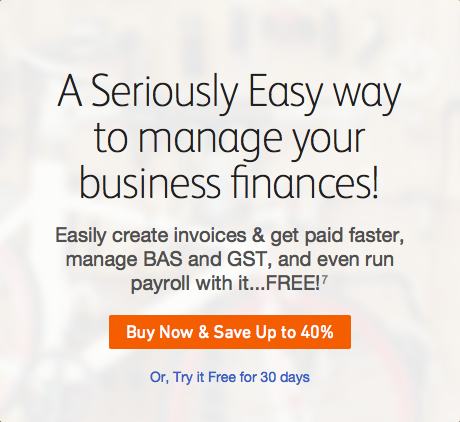 A Seriously Easy way
to manage your
business finances!
Easily create invoices & get paid faster,
manage BAS and GST, and even run
payroll with it...FREE!⁷
Buy Now & Save Up to 40%
Or, Try it Free for 30 days